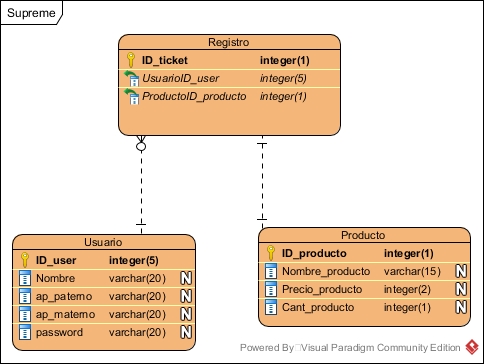 Supreme
Registro
ID_ticket integer(1)
UsuarioID_user integer(5)
ProductoID_producto integer(1)
Usuario
ID_user integer(5)
Nombre varchar(20) N
ap_paterno varchar(20) N
ap_materno varchar(20) N
password varchar(20) N
Producto
ID_producto integer(1)
Nombre_producto varchar(15) N
Precio_producto integer(2) N
Cant_producto integer(1) N
Powered By Visual Paradigm Community Edition